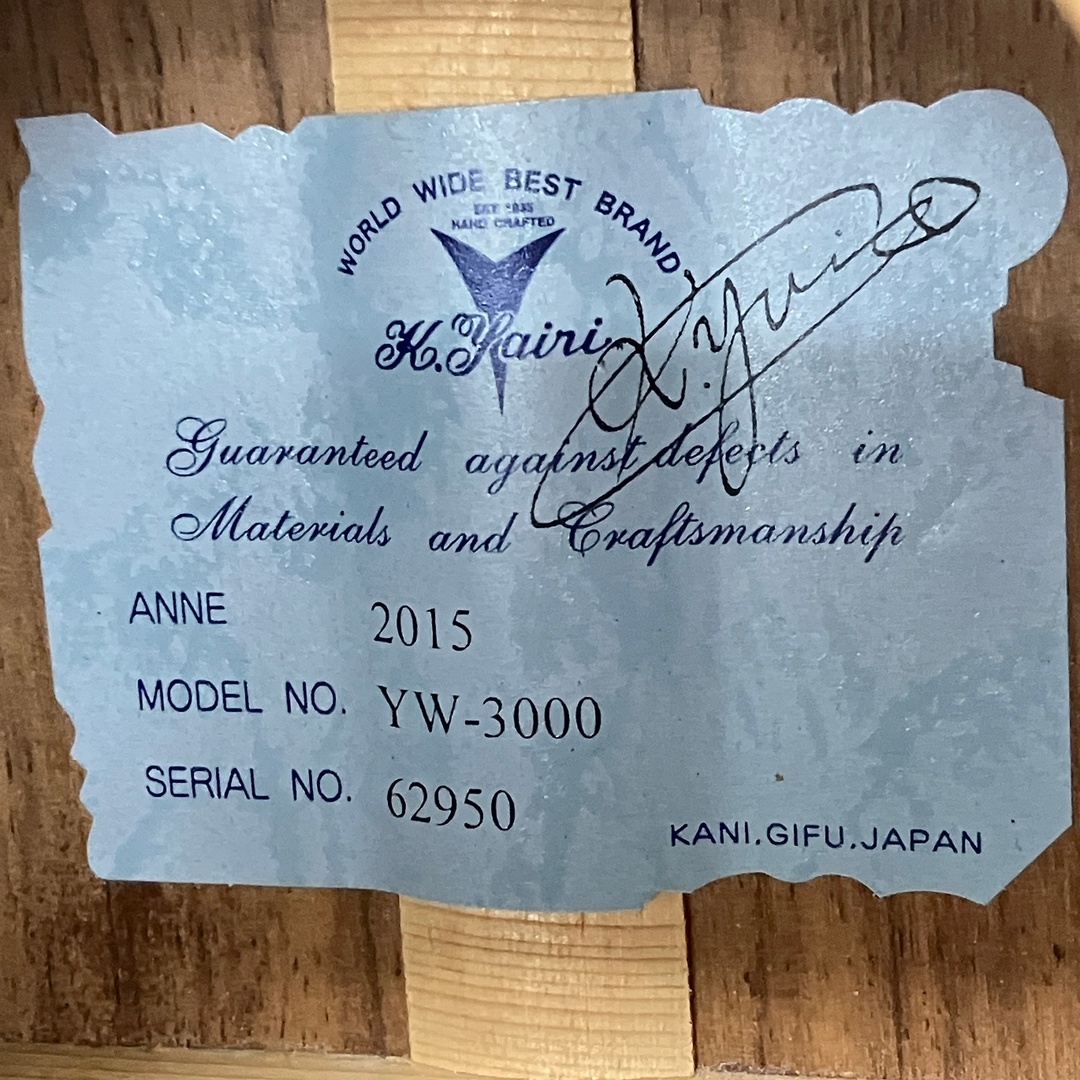 WORLD WIDE BEST BRAND
EST 1935
HAND CRAFTED
K.Yairi
K.Yairi
Guaranteed against defects in
Materials and Craftsmanship
ANNE 2015
MODEL NO. YW-3000
SERIAL NO. 62950
KANI.GIFU.JAPAN